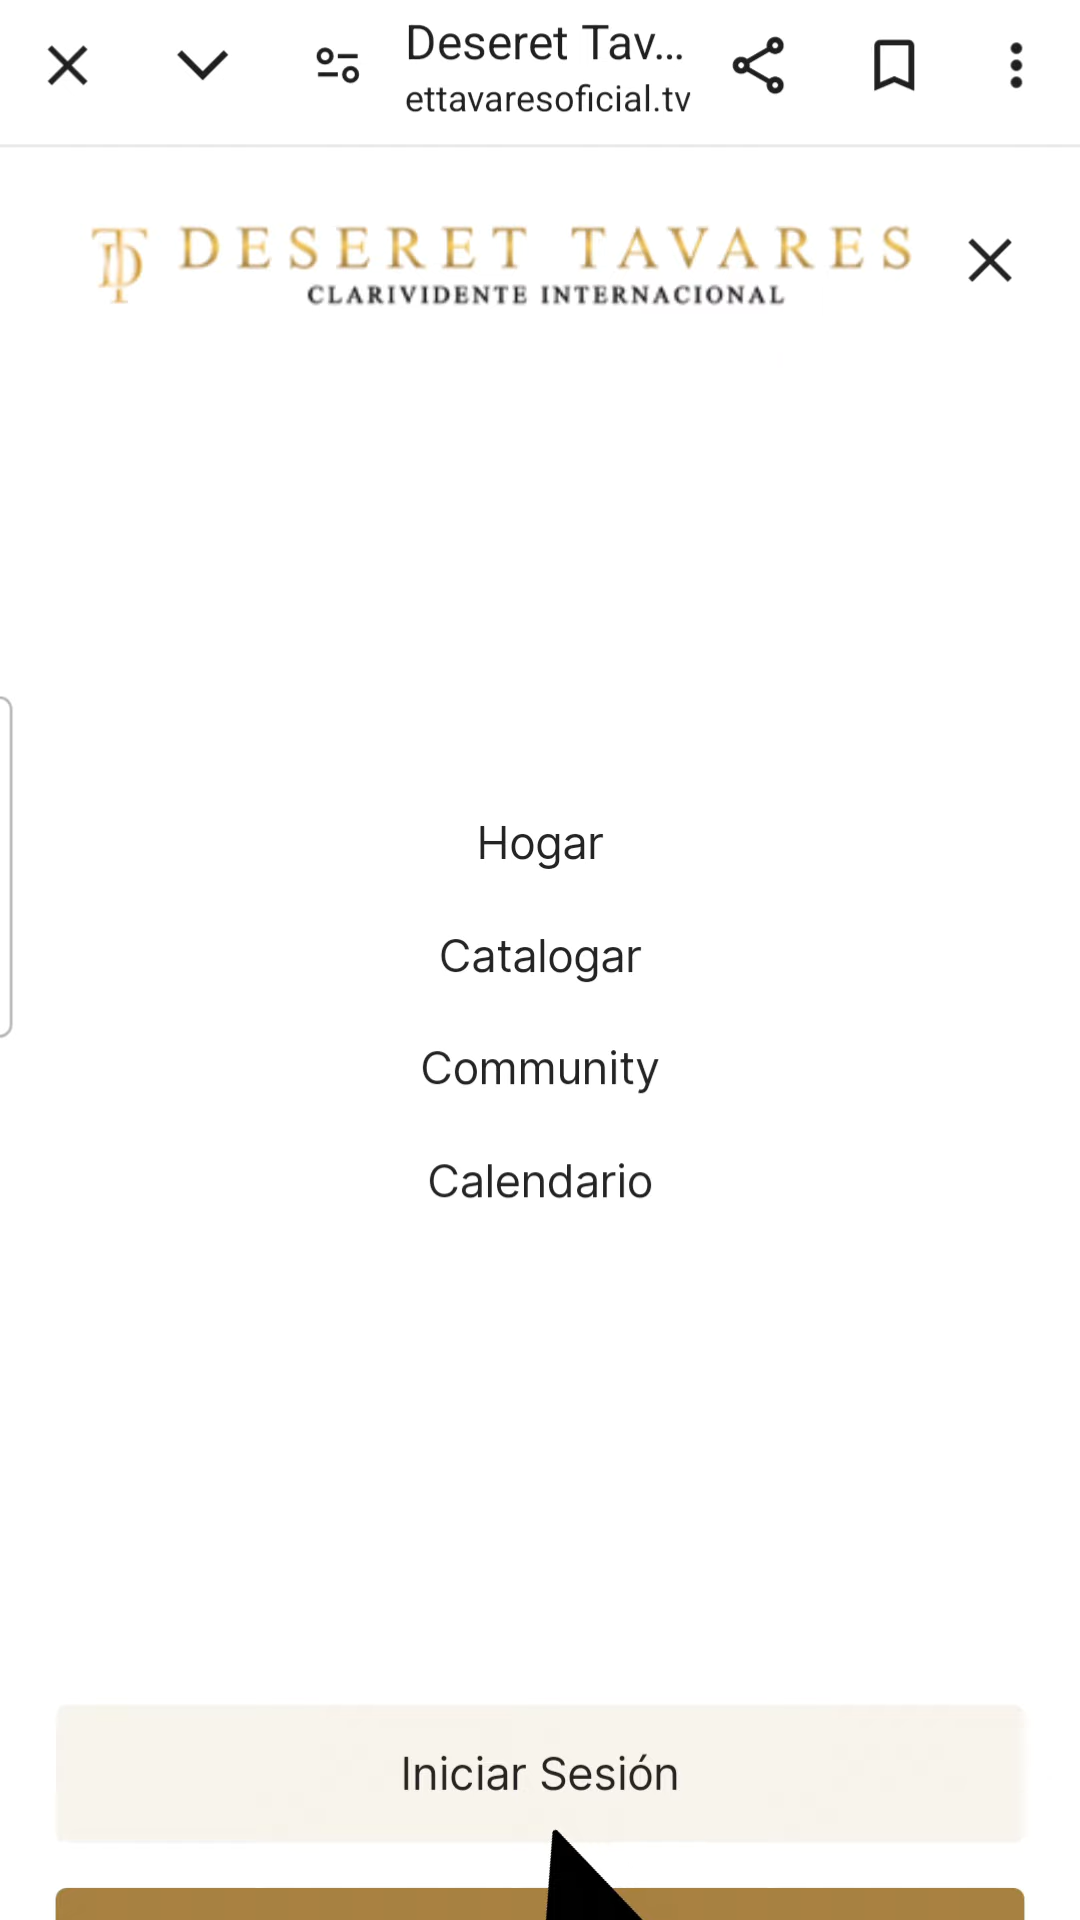 Deseret Tav...
ettavaresoficial.tv
DESERET TAVARES
CLARIVIDENTE INTERNACIONAL
Hogar
Catalogar
Community
Calendario
Iniciar Sesión